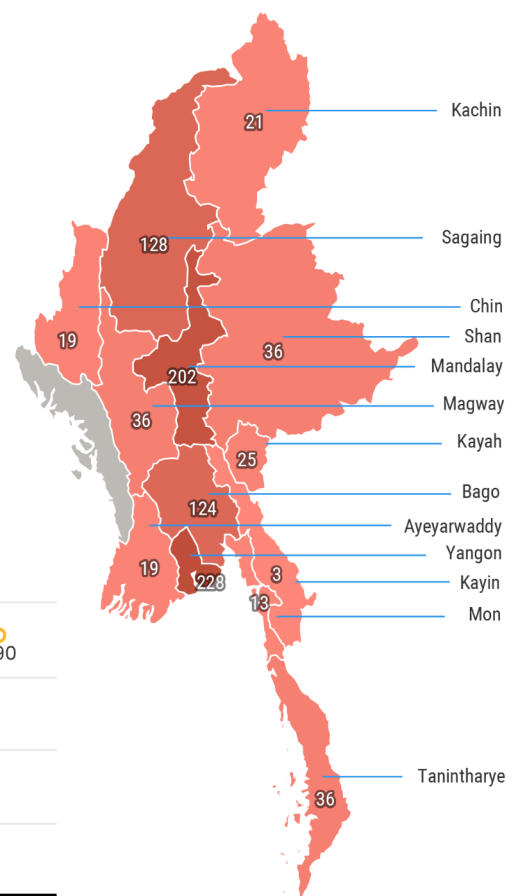 Kachin
21
Sagaing
128
Chin
Shan
19
36
Mandalay
202
Magway
36
Kayah
25
Bago
124
Ayeyarwaddy
Yangon
19
3
228
Kayin
13
Mon
90
Tanintharye
36